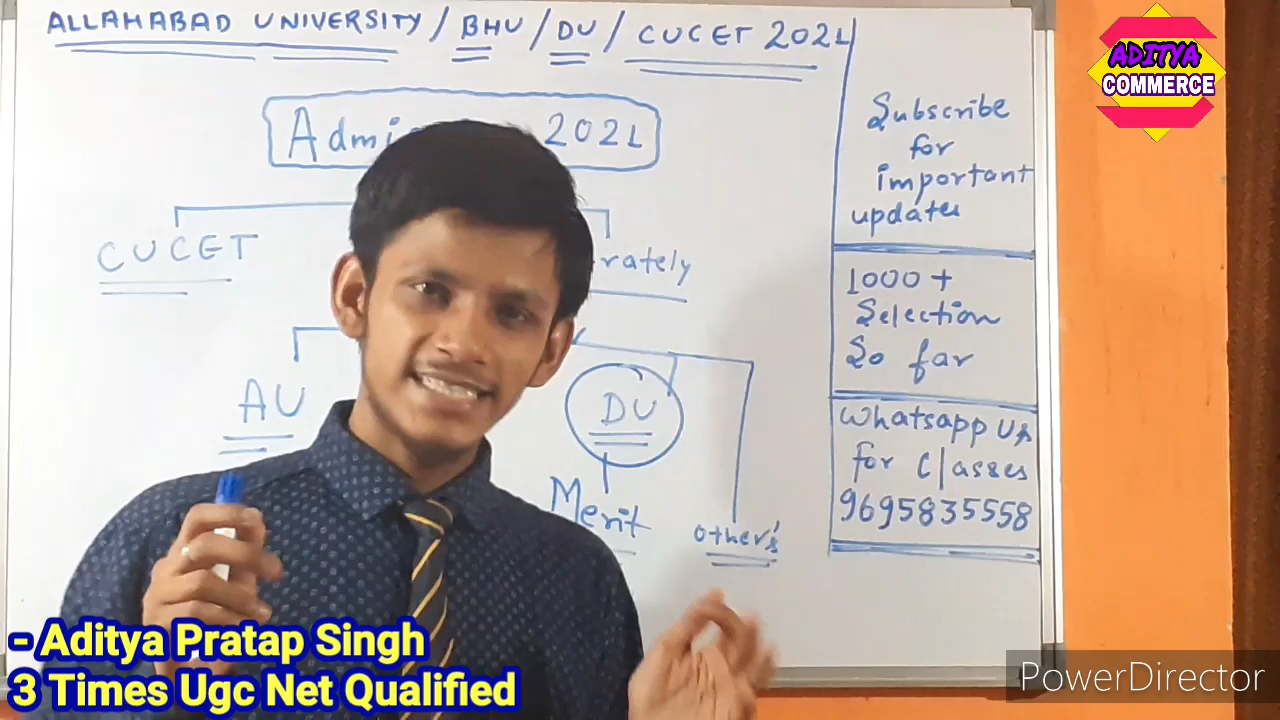 ALLAHABAD UNIVERSITY / BHU / DU / CUCET 2021
ADITYA
COMMERCE
2021
Subscribe
for
important
updates
CUCET
rately
1000+
Selection
So far
AU
DU
Merit
other's
Whatsapp us
for Classes
9695835558
- Aditya Pratap Singh
3 Times Ugc Net Qualified
PowerDirector